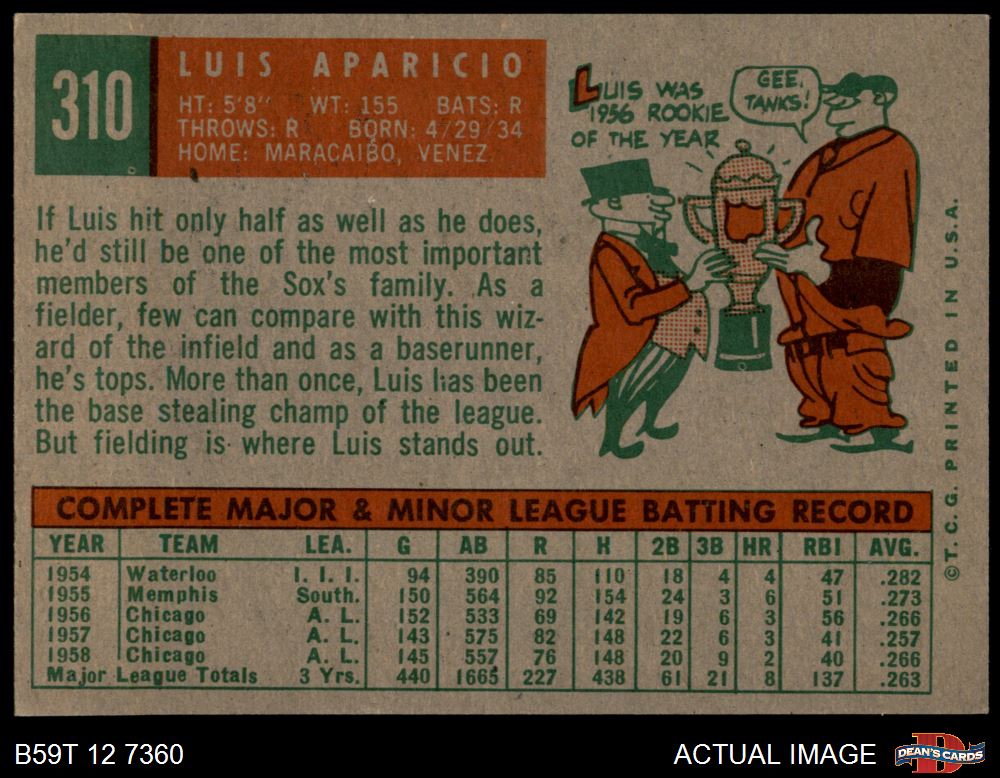 310
LUIS APARICIO
HT: 5'8" WT: 155 BATS: R
THROWS: R BORN: 4/29/34
HOME: MARACAIBO, VENEZ.
LUIS WAS
1956 ROOKIE
OF THE YEAR
GEE,
TANKS!
If Luis hit only half as well as he does,
he'd still be one of the most important
members of the Sox's family. As a
fielder, few can compare with this wiz-
ard of the infield and as a baserunner,
he's tops. More than once, Luis has been
the base stealing champ of the league.
But fielding is where Luis stands out.
COMPLETE MAJOR & MINOR LEAGUE BATTING RECORD
YEAR TEAM LEA. G AB R H 2B 3B HR RBI AVG.
1954 Waterloo I. I. I. 94 390 85 110 18 4 4 47 .282
1955 Memphis South. 150 564 92 154 24 3 6 51 .273
1956 Chicago A. L. 152 533 69 142 19 6 3 56 .266
1957 Chicago A. L. 143 575 82 148 22 6 3 41 .257
1958 Chicago A. L. 145 557 76 148 20 9 2 40 .266
Major League Totals 3 Yrs. 440 1665 227 438 61 21 8 137 .263
©T.C.G. PRINTED IN U.S.A.
B59T 12 7360
ACTUAL IMAGE
D
DEAN'S CARDS